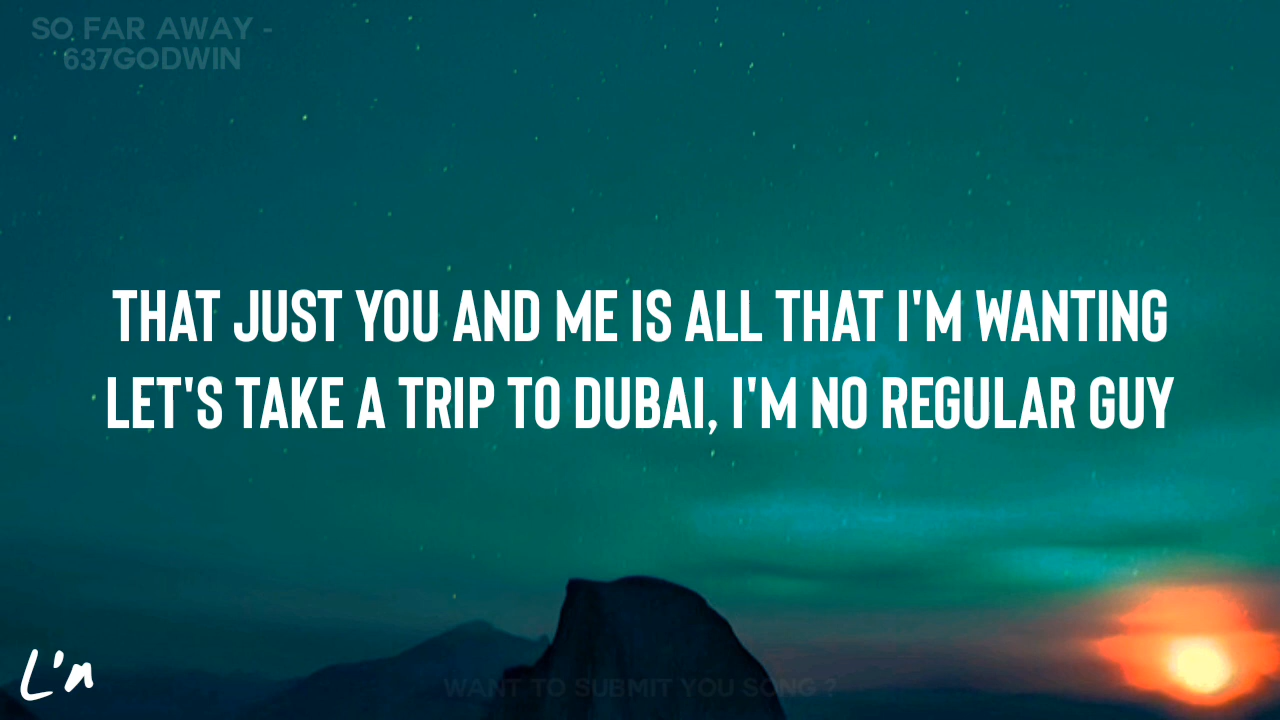 SO FAR AWAY -
637GODWIN
THAT JUST YOU AND ME IS ALL THAT I'M WANTING
LET'S TAKE A TRIP TO DUBAI, I'M NO REGULAR GUY
L'n
WANT TO SUBMIT YOU SONG ?